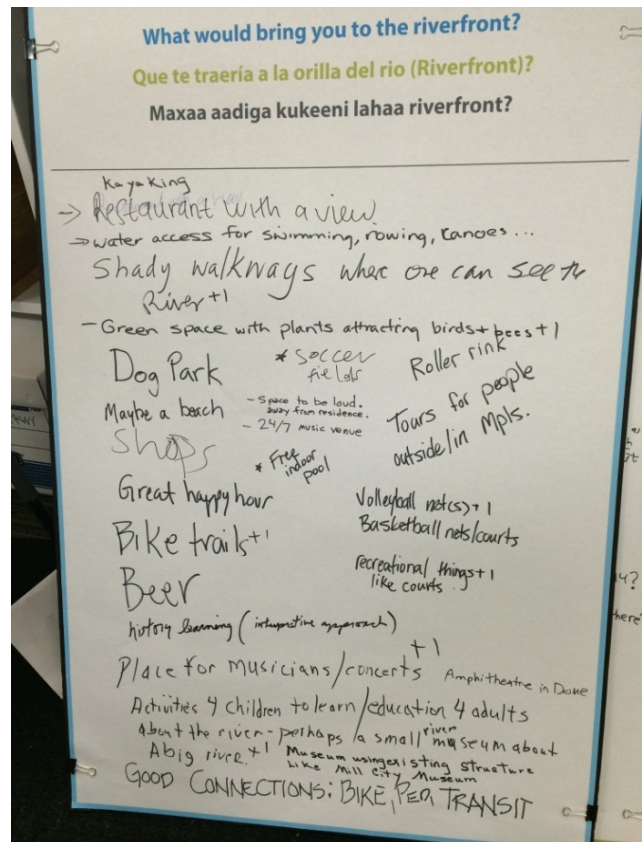 What would bring you to the riverfront?
Que te traería a la orilla del rio (Riverfront)?
Maxaa aadiga kukeeni lahaa riverfront?
Kayaking
→ Restaurant with a view.
→ water access for swimming, rowing, canoes...
Shady walkways where one can see the
River +1
- Green space with plants attracting birds + bees +1
Dog Park
* Soccer
fields
Roller rink
Maybe a beach
- Space to be loud.
away from residence.
- 24/7 music venue
Tours for people
outside/in Mpls.
Shops
* Free
indoor
pool
Great happy hour
Volleyball net(s) +1
Basketball nets/courts
Bike trails +1
recreational things +1
like courts.
Beer
history learning (interpretive approach)
Place for musicians/concerts +1
Amphitheatre in Dome
Activities 4 children to learn/education 4 adults
About the river - perhaps a small river museum about
A big river. +1
Museum using existing structure
Like Mill City Museum
GOOD CONNECTIONS: BIKE, PED, TRANSIT